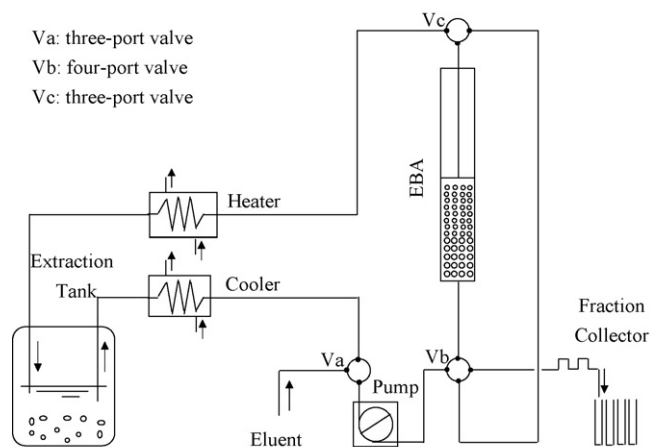 Va: three-port valve
Vb: four-port valve
Vc: three-port valve
Vc
EBA
Heater
Extraction
Tank
Cooler
Fraction
Collector
Va
Vb
Pump
Eluent